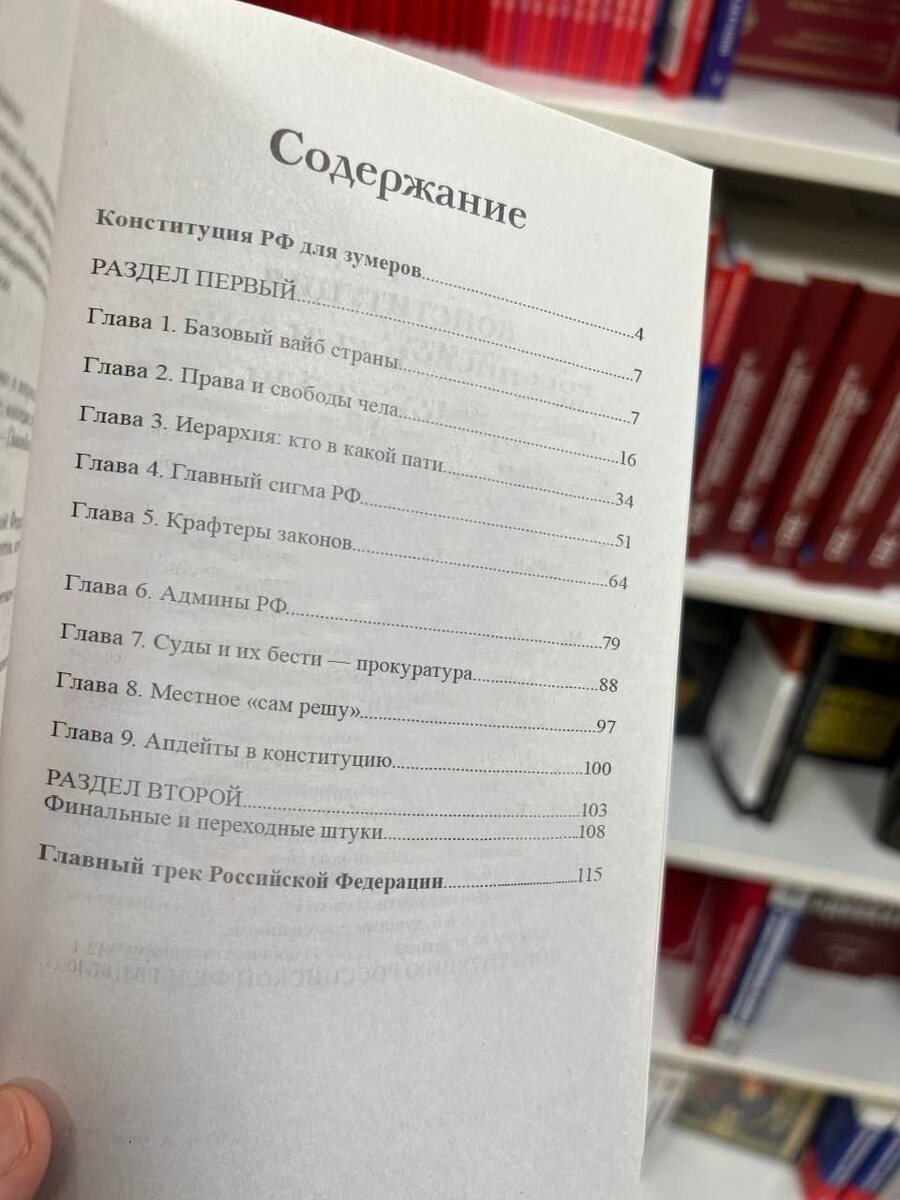 Содержание
Конституция РФ для зумеров 4
РАЗДЕЛ ПЕРВЫЙ 7
Глава 1. Базовый вайб страны 7
Глава 2. Права и свободы чела 16
Глава 3. Иерархия: кто в какой пати 34
Глава 4. Главный сигма РФ 51
Глава 5. Крафтеры законов 64
Глава 6. Админы РФ 79
Глава 7. Суды и их бести — прокуратура 88
Глава 8. Местное «сам решу» 97
Глава 9. Апдейты в конституцию 100
РАЗДЕЛ ВТОРОЙ 103
Финальные и переходные штуки 108
Главный трек Российской Федерации 115